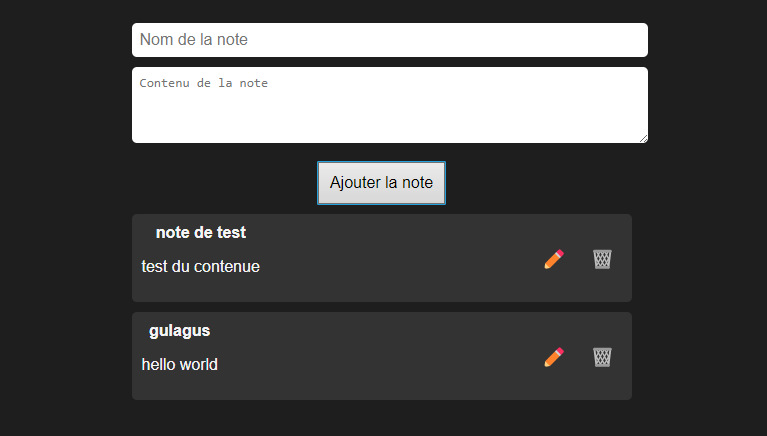 Nom de la note
Contenu de la note
Ajouter la note
note de test
test du contenue
gulagus
hello world